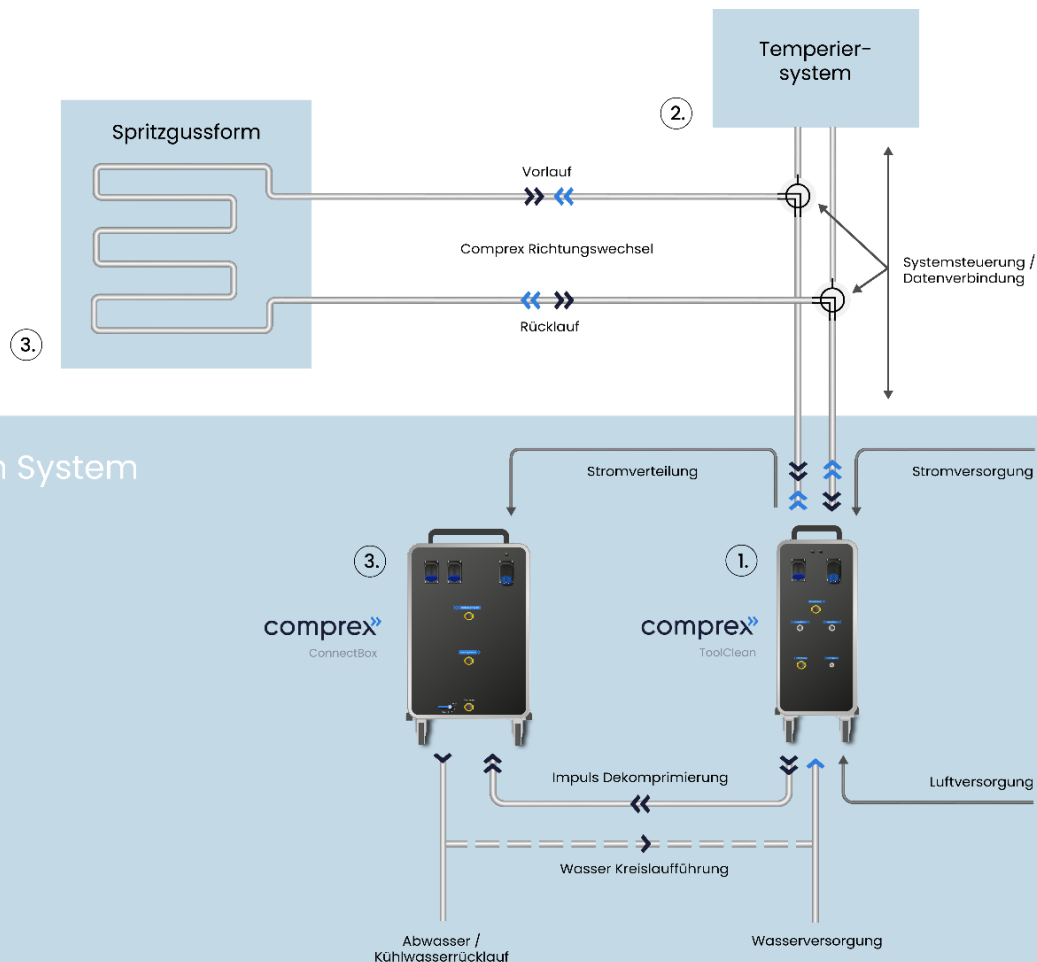 Temperier-
system
2.
Spritzgussform
Vorlauf
Comprex Richtungswechsel
Systemsteuerung /
Datenverbindung
Rücklauf
3.
n System
Stromverteilung
Stromversorgung
3.
1.
comprex
ConnectBox
comprex
ToolClean
Impuls Dekomprimierung
Luftversorgung
Wasser Kreislaufführung
Abwasser /
Kühlwasserrücklauf
Wasserversorgung